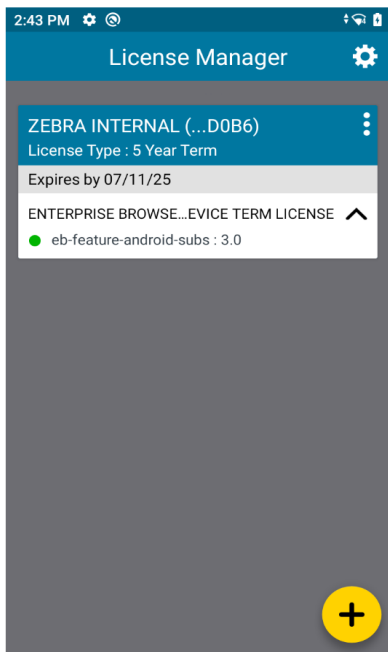 2:43 PM
License Manager
ZEBRA INTERNAL (...D0B6)
License Type : 5 Year Term
Expires by 07/11/25
ENTERPRISE BROWSE...EVICE TERM LICENSE
eb-feature-android-subs : 3.0